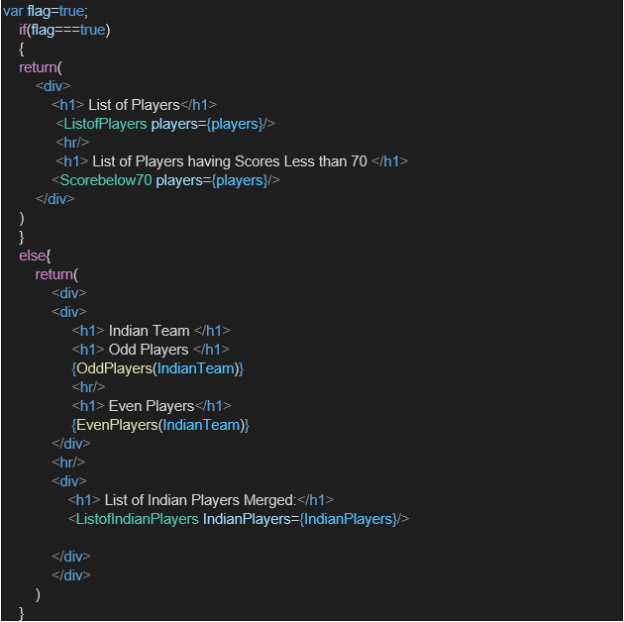 var flag=true;
if(flag===true)
{
return(
<div>
<h1> List of Players</h1>
<ListofPlayers players={players}/>
<hr/>
<h1> List of Players having Scores Less than 70 </h1>
<Scorebelow70 players={players}/>
</div>
)
}
else{
return(
<div>
<div>
<h1> Indian Team </h1>
<h1> Odd Players </h1>
{OddPlayers(IndianTeam)}
<hr/>
<h1> Even Players</h1>
{EvenPlayers(IndianTeam)}
</div>
<hr/>
<div>
<h1> List of Indian Players Merged:</h1>
<ListofIndianPlayers IndianPlayers={IndianPlayers}/>
</div>
</div>
)
}